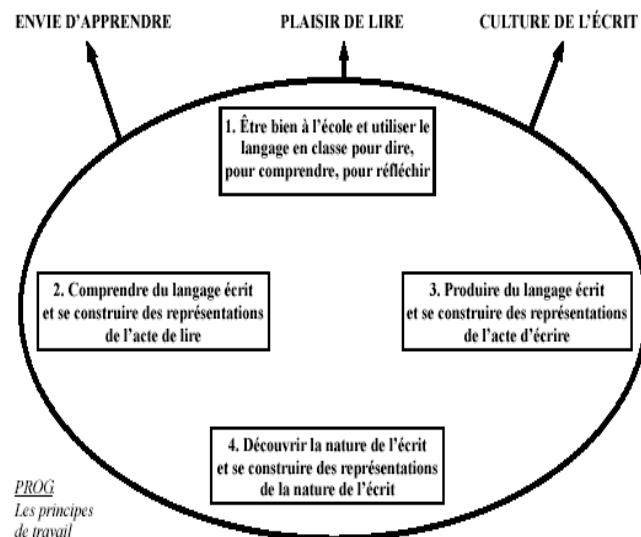 ENVIE D'APPRENDRE
PLAISIR DE LIRE
CULTURE DE L'ÉCRIT
1. Être bien à l'école et utiliser le
langage en classe pour dire,
pour comprendre, pour réfléchir
2. Comprendre du langage écrit
et se construire des représentations
de l'acte de lire
3. Produire du langage écrit
et se construire des représentations
de l'acte d'écrire
4. Découvrir la nature de l'écrit
et se construire des représentations
de la nature de l'écrit
PROG
Les principes
de travail